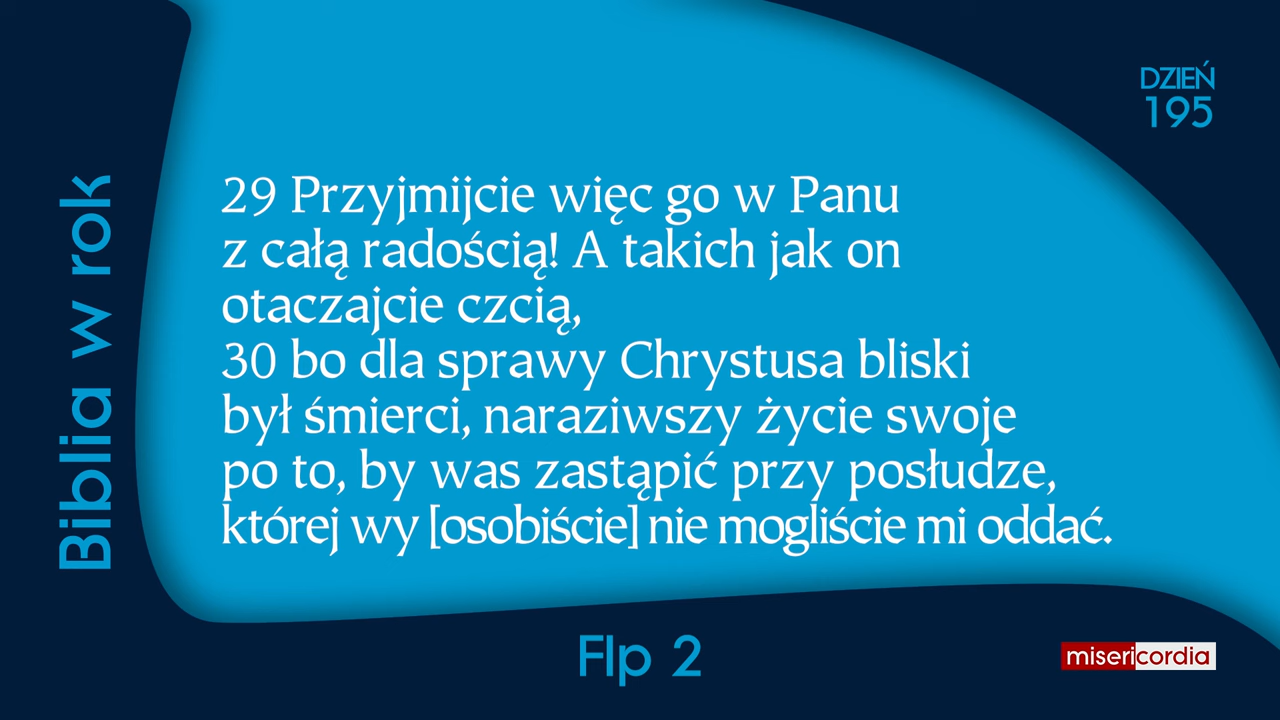 DZIEŃ
195
Biblia w rok
29 Przyjmijcie więc go w Panu
z całą radością! A takich jak on
otaczajcie czcią,
30 bo dla sprawy Chrystusa bliski
był śmierci, naraziwszy życie swoje
po to, by was zastąpić przy posłudze,
której wy [osobiście] nie mogliście mi oddać.
Flp 2
misericordia